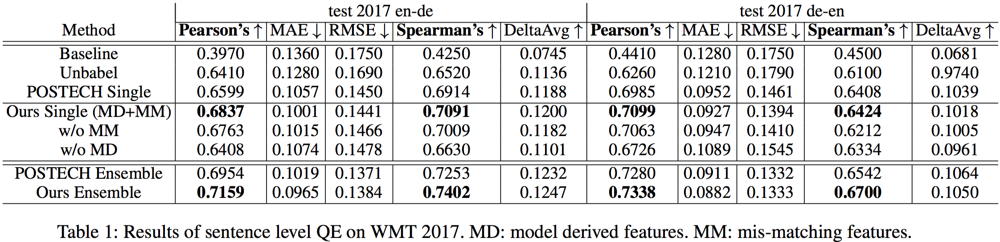 test 2017 en-de test 2017 de-en
Method Pearson's ↑ MAE ↓ RMSE ↓ Spearman's ↑ DeltaAvg ↑ Pearson's ↑ MAE ↓ RMSE ↓ Spearman's ↑ DeltaAvg ↑
Baseline 0.3970 0.1360 0.1750 0.4250 0.0745 0.4410 0.1280 0.1750 0.4500 0.0681
Unbabel 0.6410 0.1280 0.1690 0.6520 0.1136 0.6260 0.1210 0.1790 0.6100 0.9740
POSTECH Single 0.6599 0.1057 0.1450 0.6914 0.1188 0.6985 0.0952 0.1461 0.6408 0.1039
Ours Single (MD+MM) 0.6837 0.1001 0.1441 0.7091 0.1200 0.7099 0.0927 0.1394 0.6424 0.1018
w/o MM 0.6763 0.1015 0.1466 0.7009 0.1182 0.7063 0.0947 0.1410 0.6212 0.1005
w/o MD 0.6408 0.1074 0.1478 0.6630 0.1101 0.6726 0.1089 0.1545 0.6334 0.0961
POSTECH Ensemble 0.6954 0.1019 0.1371 0.7253 0.1232 0.7280 0.0911 0.1332 0.6542 0.1064
Ours Ensemble 0.7159 0.0965 0.1384 0.7402 0.1247 0.7338 0.0882 0.1333 0.6700 0.1050
Table 1: Results of sentence level QE on WMT 2017. MD: model derived features. MM: mis-matching features.